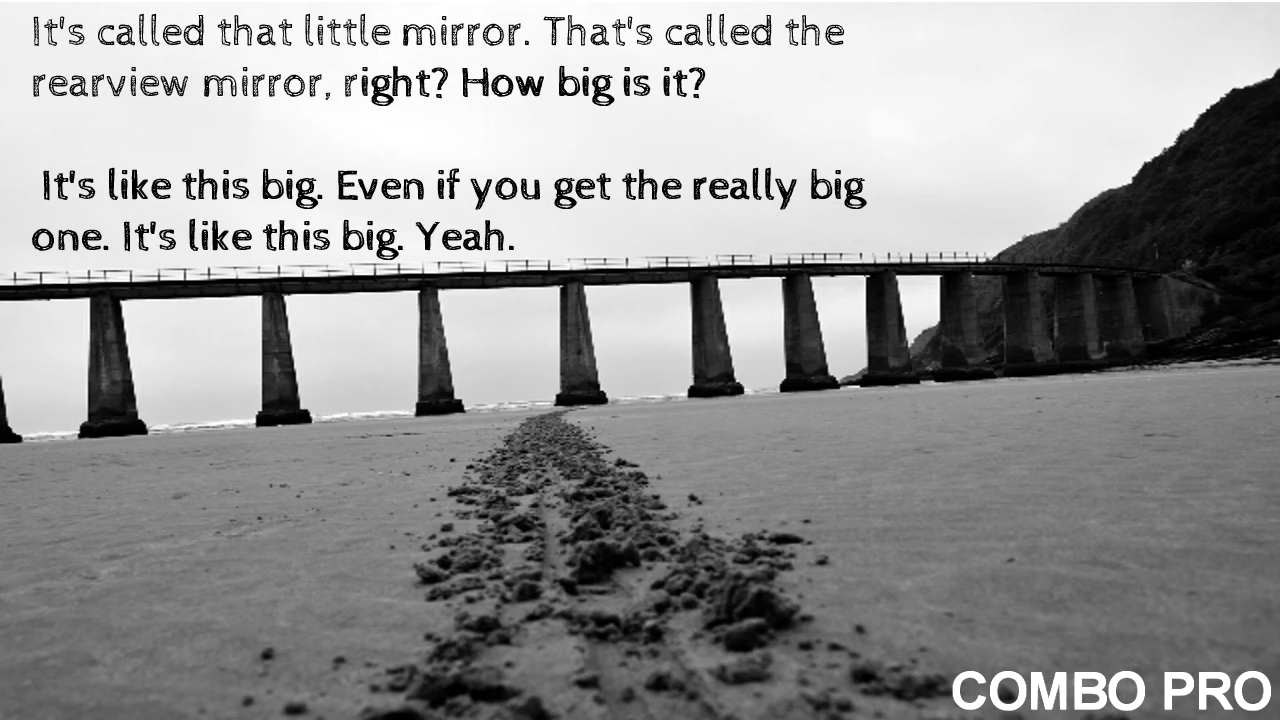 It's called that little mirror. That's called the
rearview mirror, right? How big is it?
It's like this big. Even if you get the really big
one. It's like this big. Yeah.
COMBO PRO